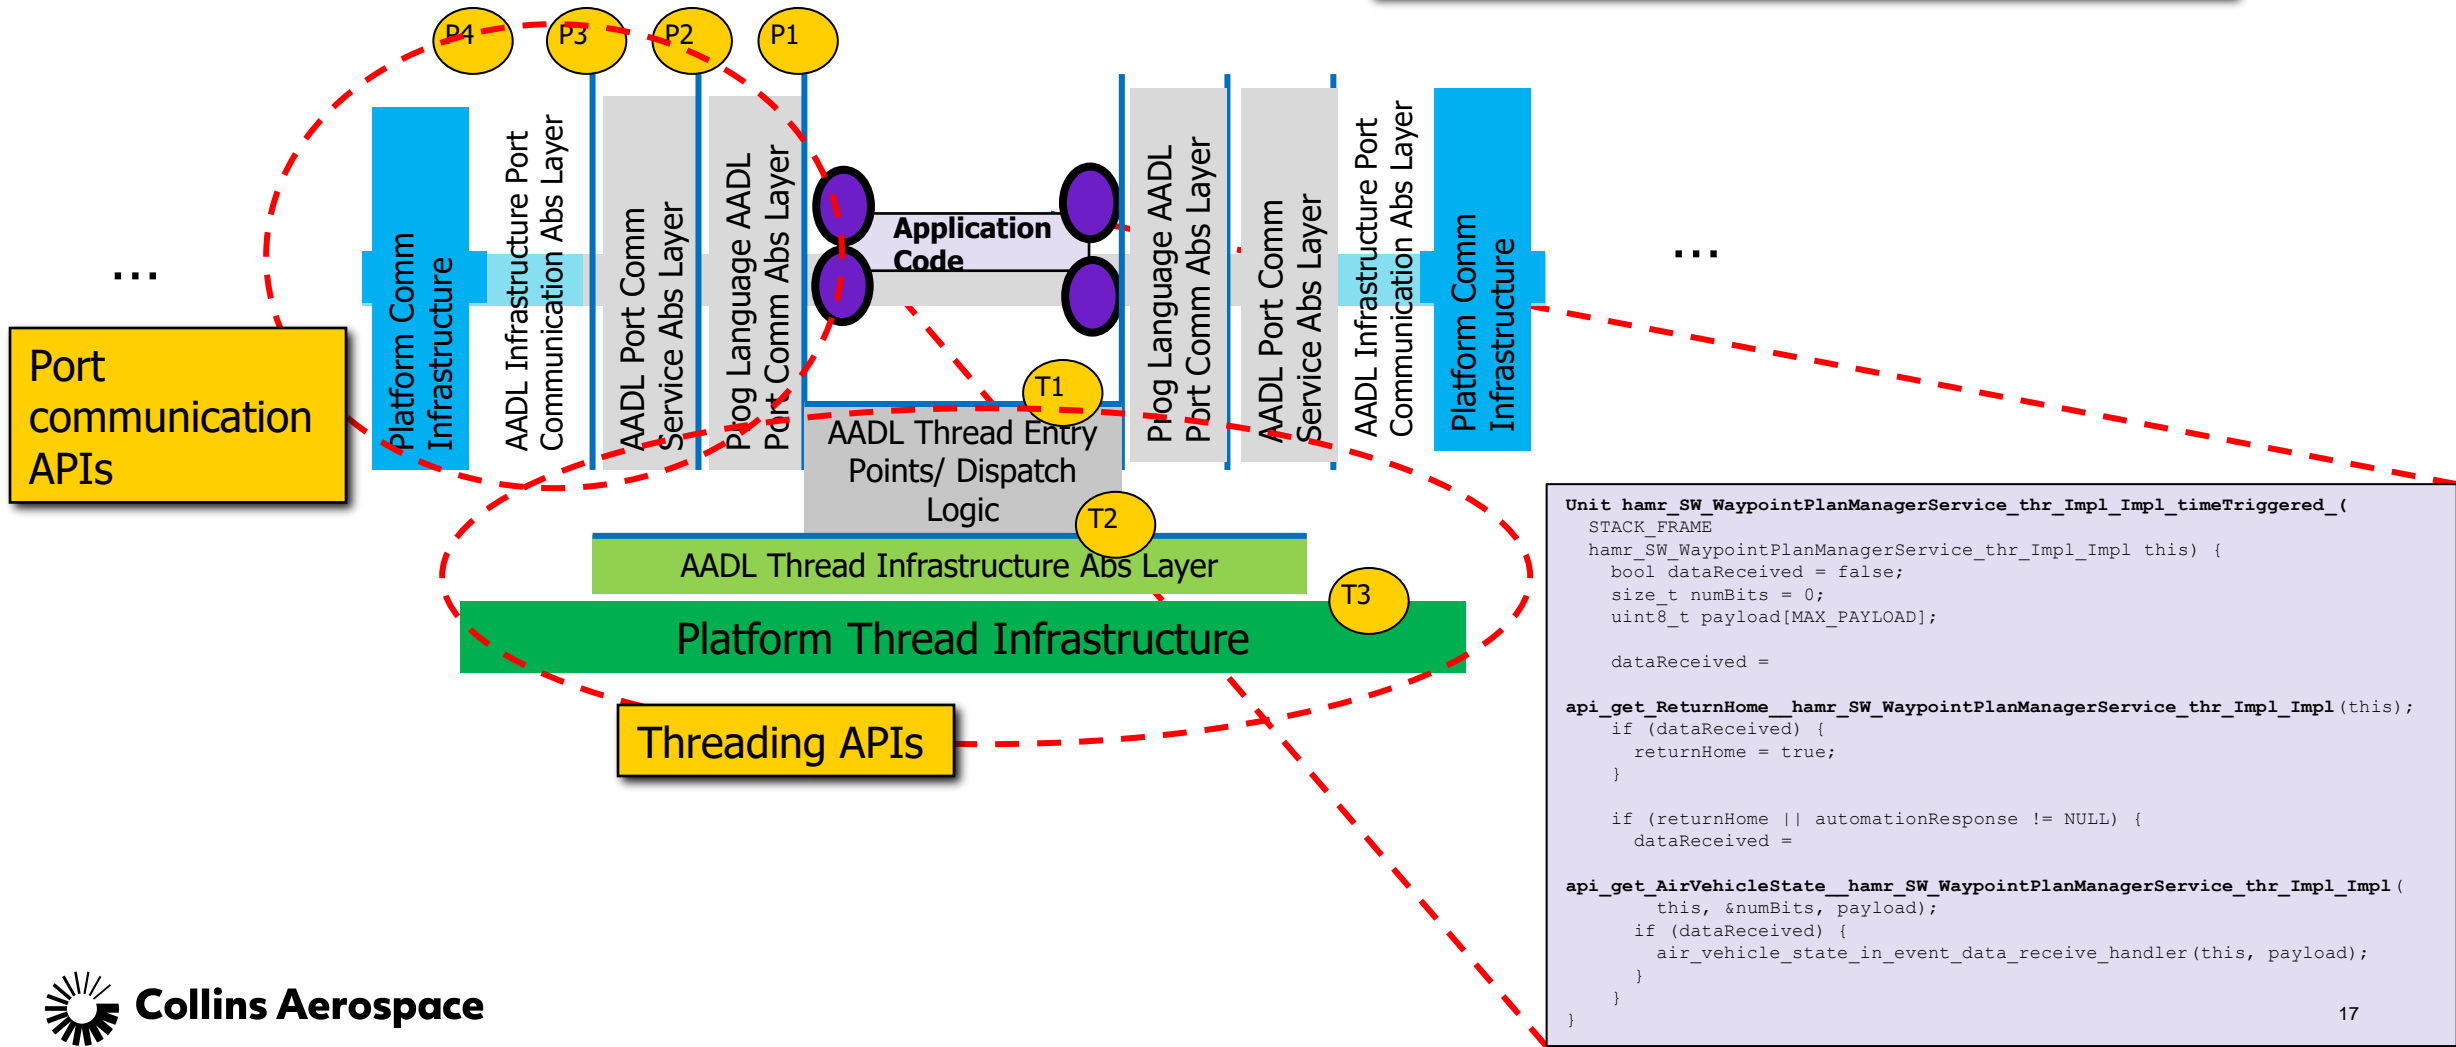 P4
P3
P2
P1
Platform Comm
Infrastructure
AADL Infrastructure Port
Communication Abs Layer
AADL Port Comm
Service Abs Layer
Prog Language AADL
Port Comm Abs Layer
Application
Code
Prog Language AADL
Port Comm Abs Layer
AADL Port Comm
Service Abs Layer
AADL Infrastructure Port
Communication Abs Layer
Platform Comm
Infrastructure
...
...
Port
communication
APIs
T1
AADL Thread Entry
Points/ Dispatch
Logic
T2
AADL Thread Infrastructure Abs Layer
T3
Platform Thread Infrastructure
Threading APIs
Unit hamr_SW_WaypointPlanManagerService_thr_Impl_Impl_timeTriggered_(
STACK_FRAME
hamr_SW_WaypointPlanManagerService_thr_Impl_Impl this) {
bool dataReceived = false;
size_t numBits = 0;
uint8_t payload[MAX_PAYLOAD];
dataReceived =
api_get_ReturnHome__hamr_SW_WaypointPlanManagerService_thr_Impl_Impl(this);
if (dataReceived) {
returnHome = true;
}
if (returnHome || automationResponse != NULL) {
dataReceived =
api_get_AirVehicleState__hamr_SW_WaypointPlanManagerService_thr_Impl_Impl(
this, &numBits, payload);
if (dataReceived) {
air_vehicle_state_in_event_data_receive_handler(this, payload);
}
}
}
17
Collins Aerospace